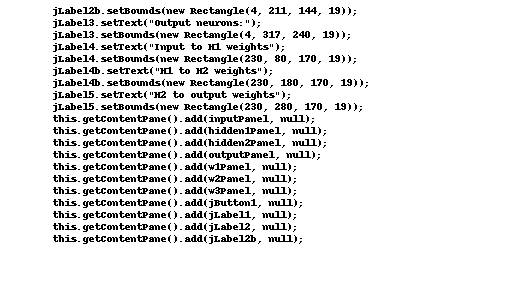 jLabel2b.setBounds(new Rectangle(4, 211, 144, 19));
jLabel3.setText("Output neurons:");
jLabel3.setBounds(new Rectangle(4, 317, 240, 19));
jLabel4.setText("Input to H1 weights");
jLabel4.setBounds(new Rectangle(230, 80, 170, 19));
jLabel4b.setText("H1 to H2 weights");
jLabel4b.setBounds(new Rectangle(230, 180, 170, 19));
jLabel5.setText("H2 to output weights");
jLabel5.setBounds(new Rectangle(230, 280, 170, 19));
this.getContentPane().add(inputPanel, null);
this.getContentPane().add(hidden1Panel, null);
this.getContentPane().add(hidden2Panel, null);
this.getContentPane().add(outputPanel, null);
this.getContentPane().add(w1Panel, null);
this.getContentPane().add(w2Panel, null);
this.getContentPane().add(w3Panel, null);
this.getContentPane().add(jButton1, null);
this.getContentPane().add(jLabel1, null);
this.getContentPane().add(jLabel2, null);
this.getContentPane().add(jLabel2b, null);